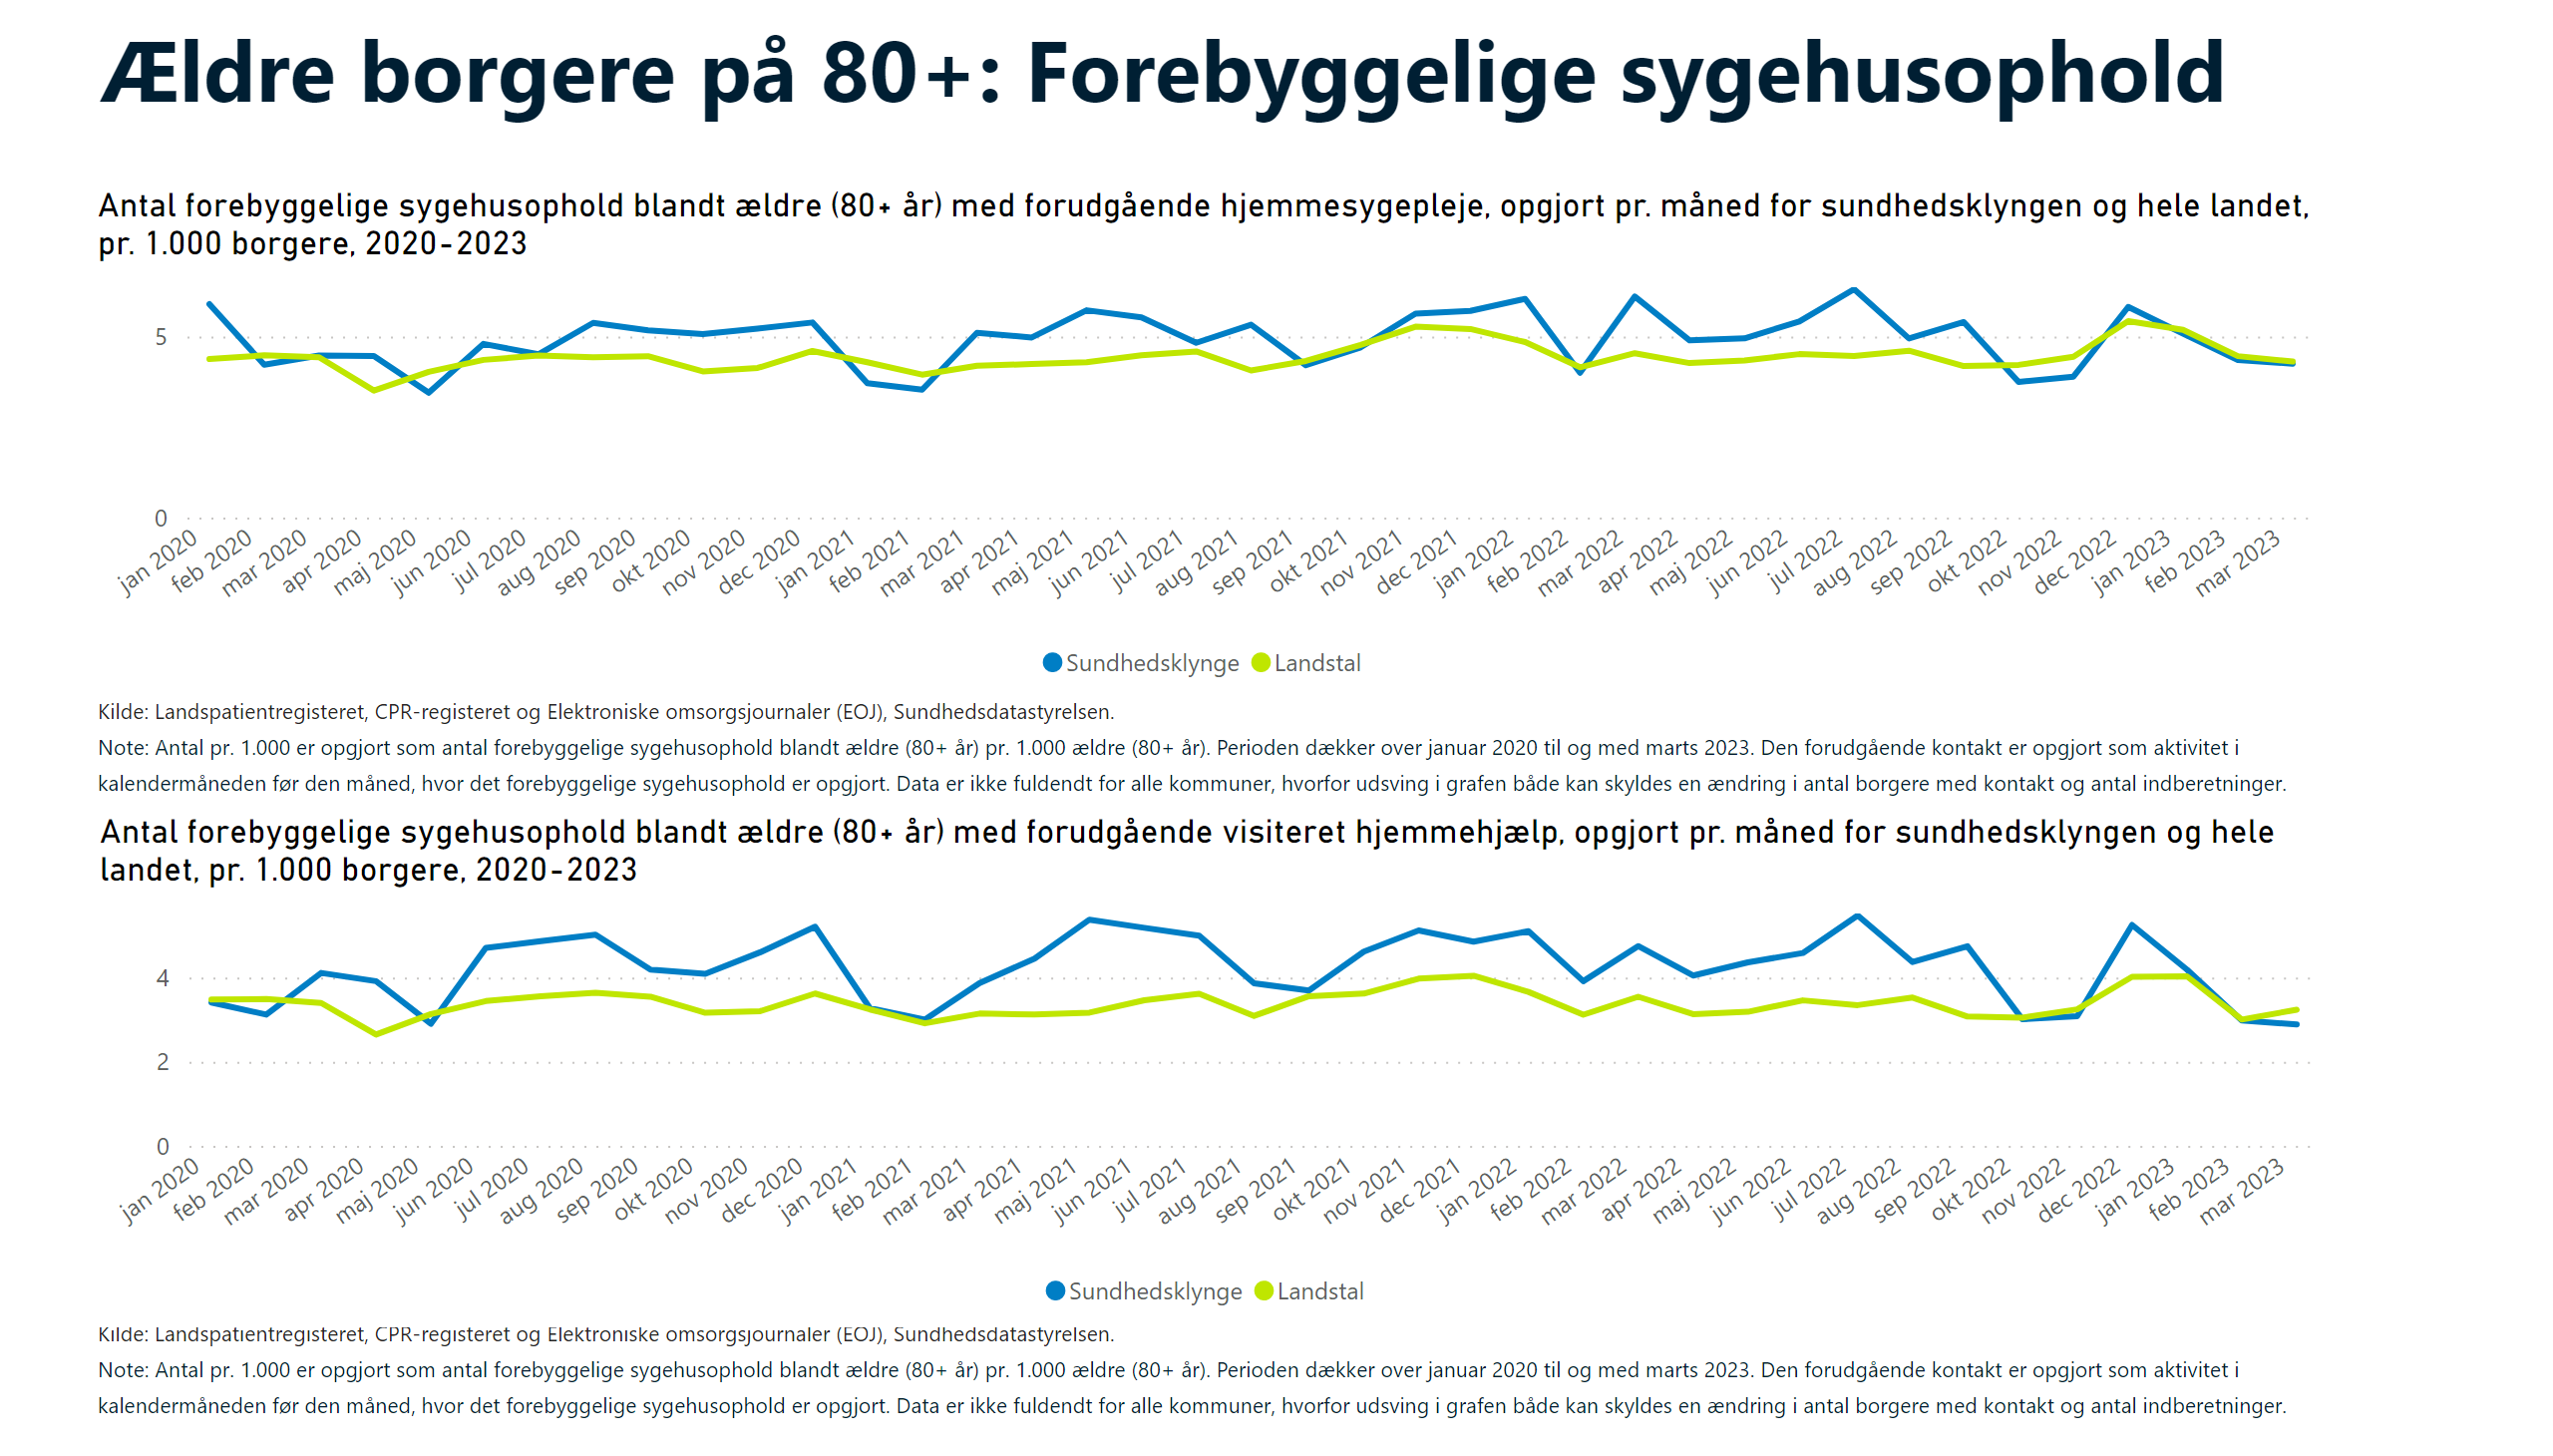 Ældre borgere på 80+: Forebyggelige sygehusophold
Antal forebyggelige sygehusophold blandt ældre (80+ år) med forudgående hjemmesygepleje, opgjort pr. måned for sundhedsklyngen og hele landet,
pr. 1.000 borgere, 2020-2023
5
0
jan 2020 feb 2020 mar 2020 apr 2020 maj 2020 jun 2020 jul 2020 aug 2020 sep 2020 okt 2020 nov 2020 dec 2020 jan 2021 feb 2021 mar 2021 apr 2021 maj 2021 jun 2021 jul 2021 aug 2021 sep 2021 okt 2021 nov 2021 dec 2021 jan 2022 feb 2022 mar 2022 apr 2022 maj 2022 jun 2022 jul 2022 aug 2022 sep 2022 okt 2022 nov 2022 dec 2022 jan 2023 feb 2023 mar 2023
Sundhedsklynge Landstal
Kilde: Landspatientregisteret, CPR-registeret og Elektroniske omsorgsjournaler (EOJ), Sundhedsdatastyrelsen.
Note: Antal pr. 1.000 er opgjort som antal forebyggelige sygehusophold blandt ældre (80+ år) pr. 1.000 ældre (80+ år). Perioden dækker over januar 2020 til og med marts 2023. Den forudgående kontakt er opgjort som aktivitet i
kalendermåneden før den måned, hvor det forebyggelige sygehusophold er opgjort. Data er ikke fuldendt for alle kommuner, hvorfor udsving i grafen både kan skyldes en ændring i antal borgere med kontakt og antal indberetninger.
Antal forebyggelige sygehusophold blandt ældre (80+ år) med forudgående visiteret hjemmehjælp, opgjort pr. måned for sundhedsklyngen og hele
landet, pr. 1.000 borgere, 2020-2023
4
2
0
jan 2020 feb 2020 mar 2020 apr 2020 maj 2020 jun 2020 jul 2020 aug 2020 sep 2020 okt 2020 nov 2020 dec 2020 jan 2021 feb 2021 mar 2021 apr 2021 maj 2021 jun 2021 jul 2021 aug 2021 sep 2021 okt 2021 nov 2021 dec 2021 jan 2022 feb 2022 mar 2022 apr 2022 maj 2022 jun 2022 jul 2022 aug 2022 sep 2022 okt 2022 nov 2022 dec 2022 jan 2023 feb 2023 mar 2023
Sundhedsklynge Landstal
Kilde: Landspatientregisteret, CPR-registeret og Elektroniske omsorgsjournaler (EOJ), Sundhedsdatastyrelsen.
Note: Antal pr. 1.000 er opgjort som antal forebyggelige sygehusophold blandt ældre (80+ år) pr. 1.000 ældre (80+ år). Perioden dækker over januar 2020 til og med marts 2023. Den forudgående kontakt er opgjort som aktivitet i
kalendermåneden før den måned, hvor det forebyggelige sygehusophold er opgjort. Data er ikke fuldendt for alle kommuner, hvorfor udsving i grafen både kan skyldes en ændring i antal borgere med kontakt og antal indberetninger.